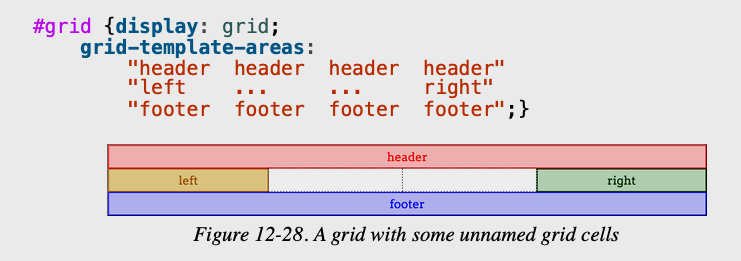 #grid {display: grid;
grid-template-areas:
"header header header header"
"left ... ... right"
"footer footer footer footer";}
header
left right
footer
Figure 12-28. A grid with some unnamed grid cells